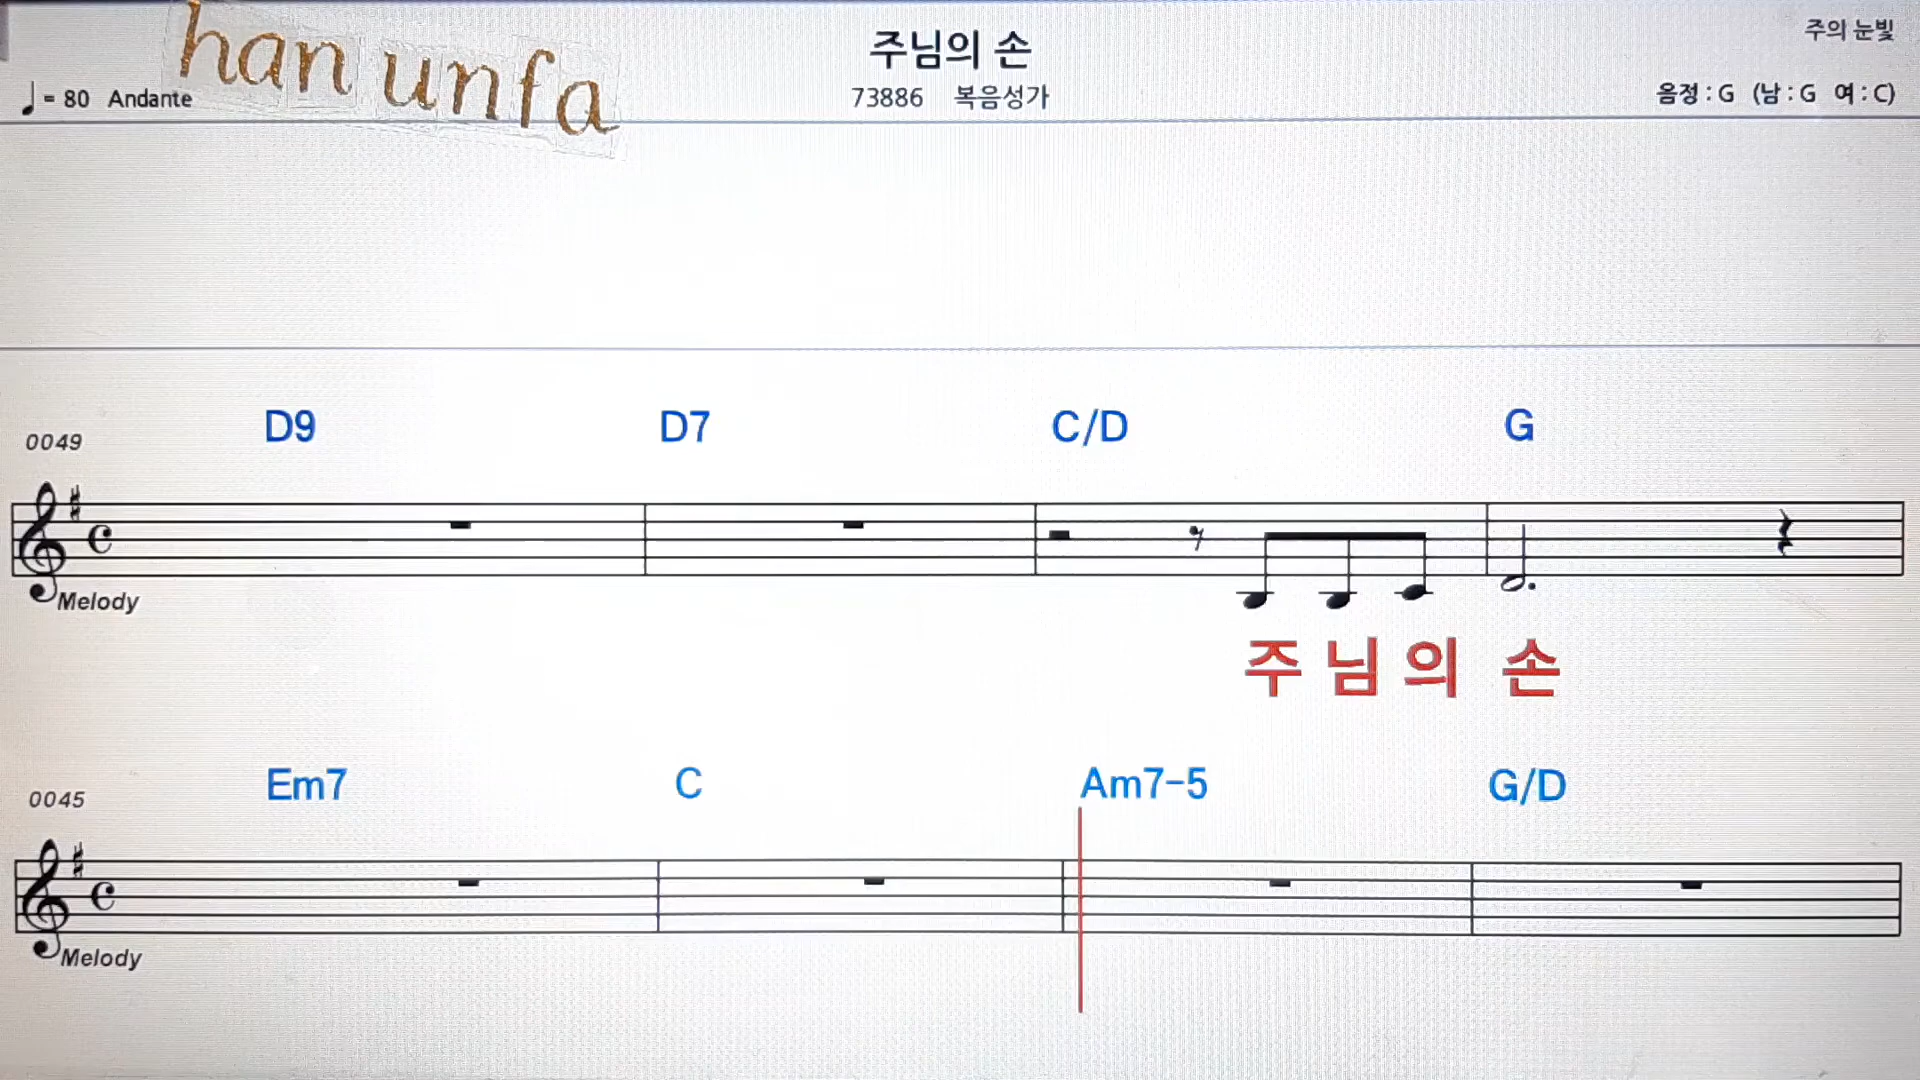 han unfa
주님의 손
주의 눈빛
= 80 Andante
73886 복음성가
음정 : G (남 : G 여 : C)
D9 D7 C/D G
0049
Melody
주 님 의 손
Em7 C Am7-5 G/D
0045
Melody